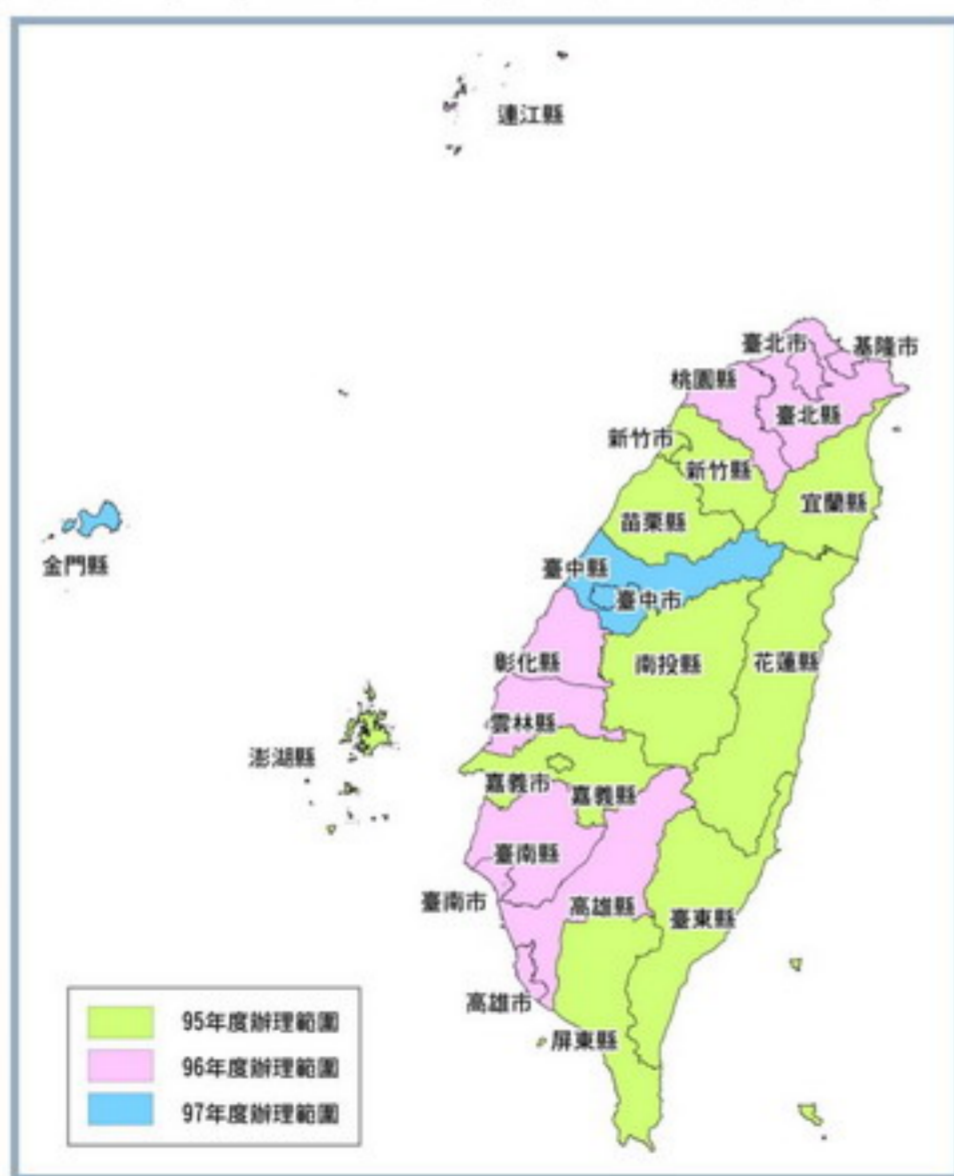 連江縣
臺北市
基隆市
桃園縣
臺北縣
新竹市
新竹縣
宜蘭縣
苗栗縣
金門縣
臺中縣
臺中市
彰化縣
南投縣
花蓮縣
雲林縣
澎湖縣
嘉義市
嘉義縣
臺南縣
臺南市
高雄縣
臺東縣
高雄市
屏東縣
95年度辦理範圍
96年度辦理範圍
97年度辦理範圍